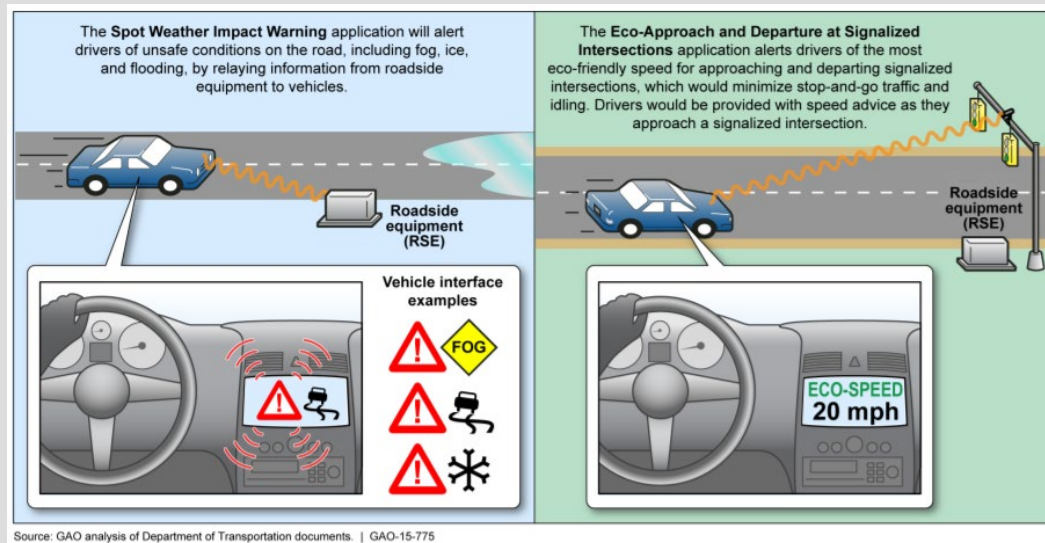 The Spot Weather Impact Warning application will alert
drivers of unsafe conditions on the road, including fog, ice,
and flooding, by relaying information from roadside
equipment to vehicles.
Roadside
equipment
(RSE)
Vehicle interface
examples
FOG
The Eco-Approach and Departure at Signalized
Intersections application alerts drivers of the most
eco-friendly speed for approaching and departing signalized
intersections, which would minimize stop-and-go traffic and
idling. Drivers would be provided with speed advice as they
approach a signalized intersection.
Roadside
equipment
(RSE)
ECO-SPEED
20 mph
Source: GAO analysis of Department of Transportation documents. | GAO-15-775